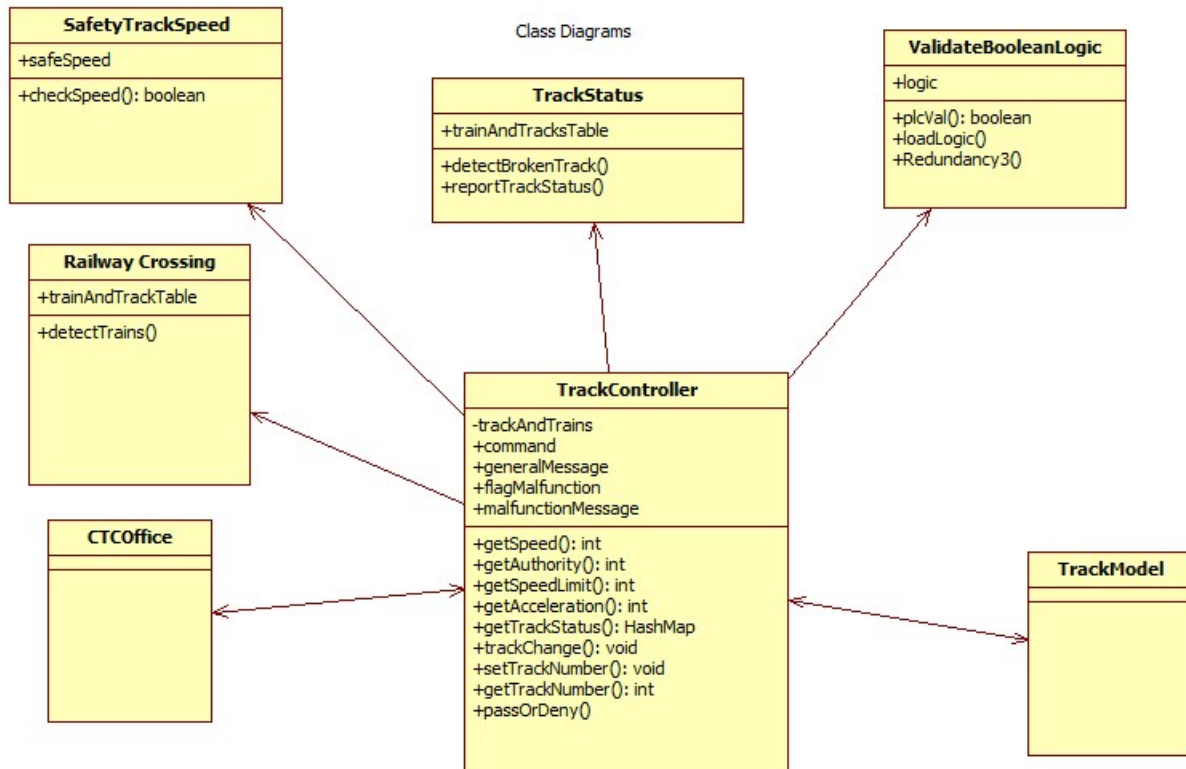 SafetyTrackSpeed
+safeSpeed
+checkSpeed(): boolean
Class Diagrams
TrackStatus
+trainAndTracksTable
+detectBrokenTrack()
+reportTrackStatus()
ValidateBooleanLogic
+logic
+plcVal(): boolean
+loadLogic()
+Redundancy3()
Railway Crossing
+trainAndTrackTable
+detectTrains()
TrackController
-trackAndTrains
+command
+generalMessage
+flagMalfunction
+malfunctionMessage
+getSpeed(): int
+getAuthority(): int
+getSpeedLimit(): int
+getAcceleration(): int
+getTrackStatus(): HashMap
+trackChange(): void
+setTrackNumber(): void
+getTrackNumber(): int
+passOrDeny()
CTCOffice
TrackModel